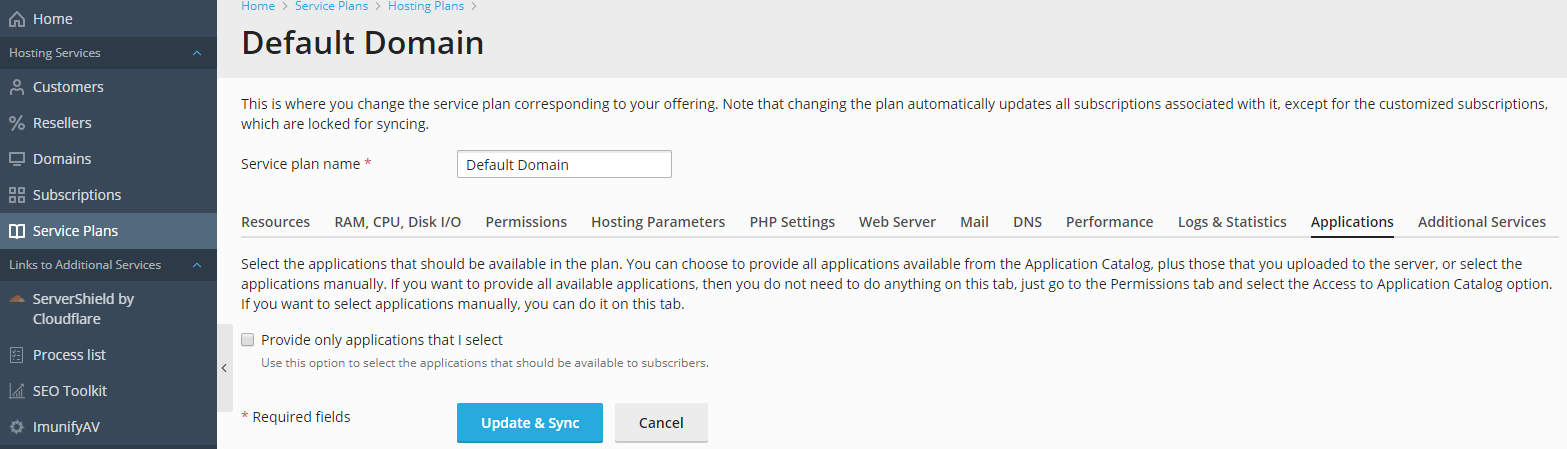 Home
Hosting Services
Customers
Resellers
Domains
Subscriptions
Service Plans
Links to Additional Services
ServerShield by
Cloudflare
Process list
SEO Toolkit
ImunifyAV
Home > Service Plans > Hosting Plans >
Default Domain
This is where you change the service plan corresponding to your offering. Note that changing the plan automatically updates all subscriptions associated with it, except for the customized subscriptions,
which are locked for syncing.
Service plan name * Default Domain
Resources RAM, CPU, Disk I/O Permissions Hosting Parameters PHP Settings Web Server Mail DNS Performance Logs & Statistics Applications Additional Services
Select the applications that should be available in the plan. You can choose to provide all applications available from the Application Catalog, plus those that you uploaded to the server, or select the
applications manually. If you want to provide all available applications, then you do not need to do anything on this tab, just go to the Permissions tab and select the Access to Application Catalog option.
If you want to select applications manually, you can do it on this tab.
Provide only applications that I select
Use this option to select the applications that should be available to subscribers.
* Required fields Update & Sync Cancel